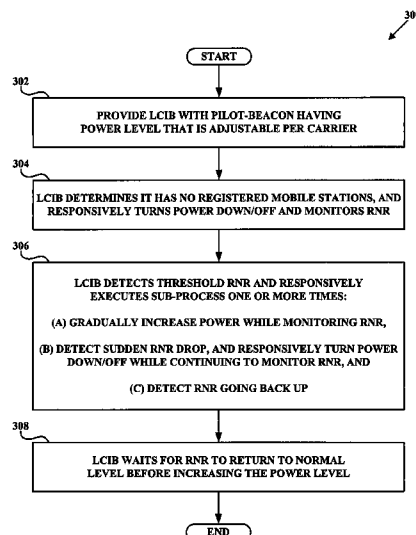 30
START
302
PROVIDE LCIB WITH PILOT-BEACON HAVING
POWER LEVEL THAT IS ADJUSTABLE PER CARRIER
304
LCIB DETERMINES IT HAS NO REGISTERED MOBILE STATIONS, AND
RESPONSIVELY TURNS POWER DOWN/OFF AND MONITORS RNR
306
LCIB DETECTS THRESHOLD RNR AND RESPONSIVELY
EXECUTES SUB-PROCESS ONE OR MORE TIMES:
(A) GRADUALLY INCREASE POWER WHILE MONITORING RNR,
(B) DETECT SUDDEN RNR DROP, AND RESPONSIVELY TURN POWER
DOWN/OFF WHILE CONTINUING TO MONITOR RNR, AND
(C) DETECT RNR GOING BACK UP
308
LCIB WAITS FOR RNR TO RETURN TO NORMAL
LEVEL BEFORE INCREASING THE POWER LEVEL
END